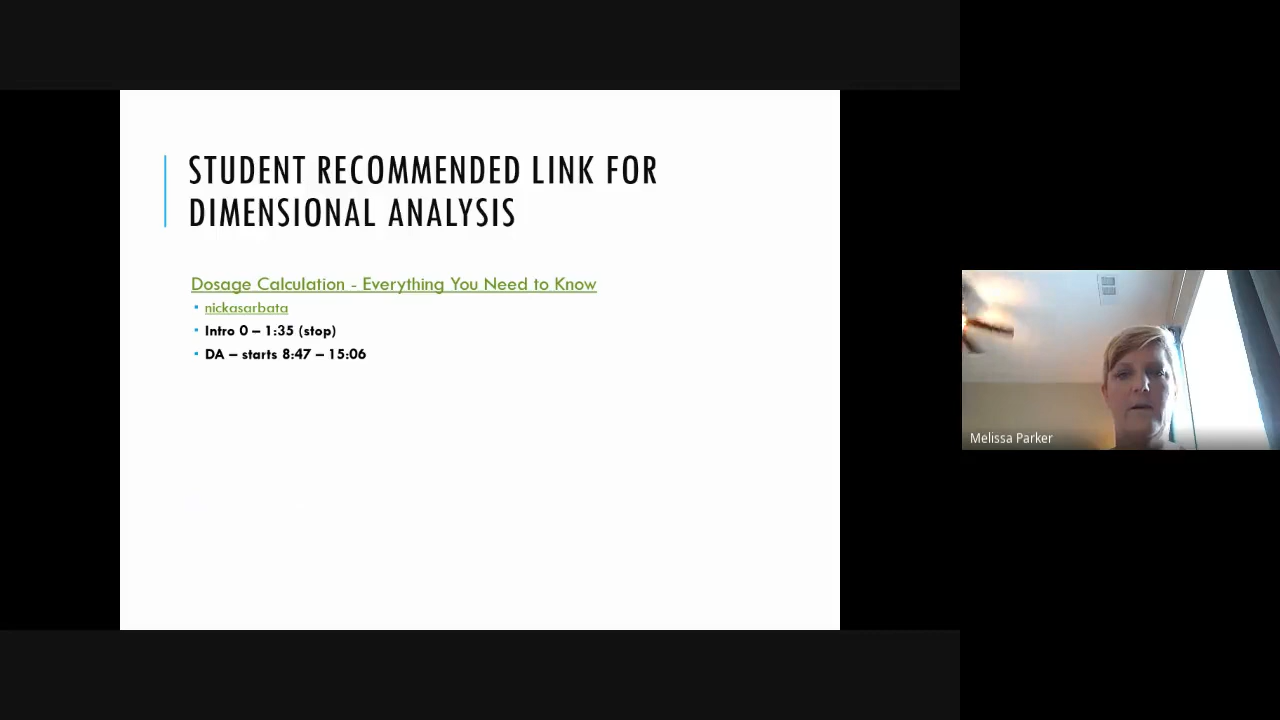 STUDENT RECOMMENDED LINK FOR
DIMENSIONAL ANALYSIS
Dosage Calculation - Everything You Need to Know
nickasarbata
Intro 0 – 1:35 (stop)
DA – starts 8:47 – 15:06
Melissa Parker